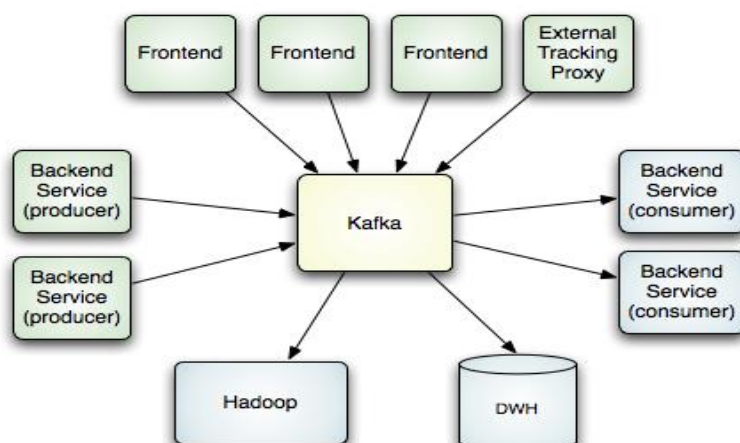 Frontend
Frontend
Frontend
External
Tracking
Proxy
Backend
Service
(producer)
Kafka
Backend
Service
(consumer)
Backend
Service
(producer)
Backend
Service
(consumer)
Hadoop
DWH